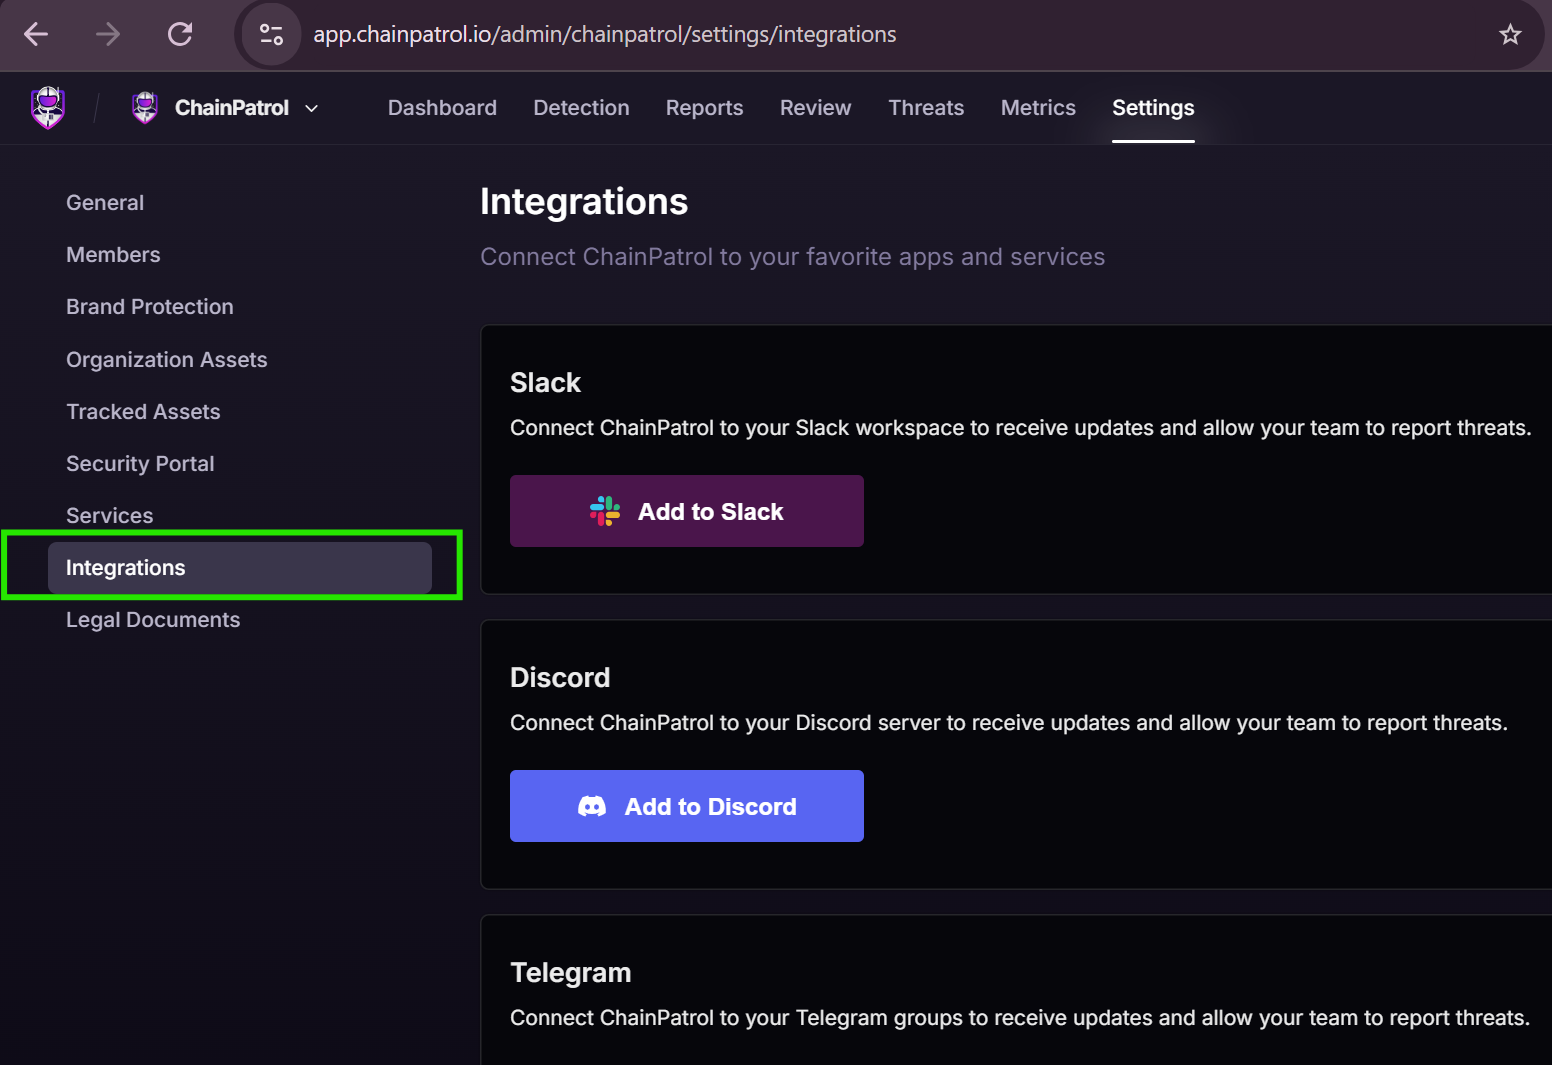 app.chainpatrol.io/admin/chainpatrol/settings/integrations
ChainPatrol
Dashboard
Detection
Reports
Review
Threats
Metrics
Settings
General
Members
Brand Protection
Organization Assets
Tracked Assets
Security Portal
Services
Integrations
Legal Documents
Integrations
Connect ChainPatrol to your favorite apps and services
Slack
Connect ChainPatrol to your Slack workspace to receive updates and allow your team to report threats.
Add to Slack
Discord
Connect ChainPatrol to your Discord server to receive updates and allow your team to report threats.
Add to Discord
Telegram
Connect ChainPatrol to your Telegram groups to receive updates and allow your team to report threats.